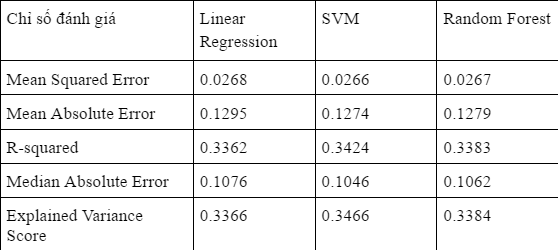 Chỉ số đánh giá Linear SVM Random Forest
Regression
Mean Squared Error 0.0268 0.0266 0.0267
Mean Absolute Error 0.1295 0.1274 0.1279
R-squared 0.3362 0.3424 0.3383
Median Absolute Error 0.1076 0.1046 0.1062
Explained Variance 0.3366 0.3466 0.3384
Score